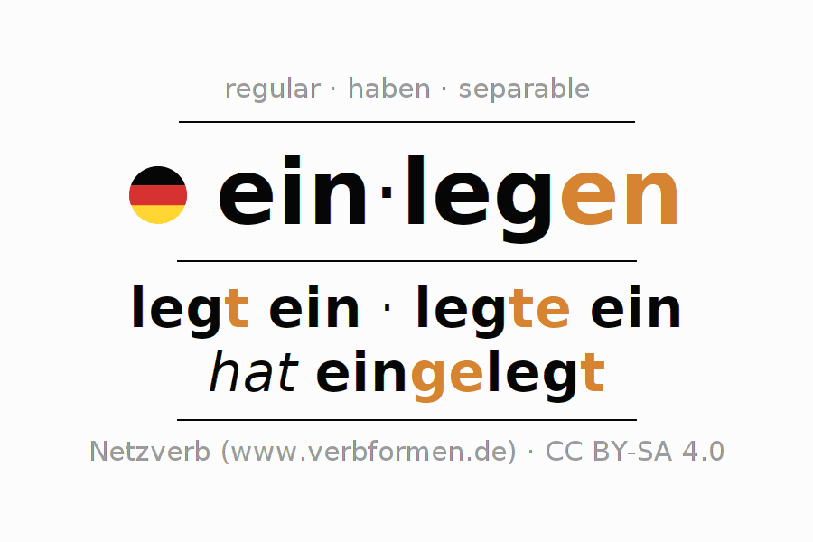 regular · haben · separable
ein·legen
legt ein · legte ein
hat eingelegt
Netzverb (www.verbformen.de) · CC BY-SA 4.0